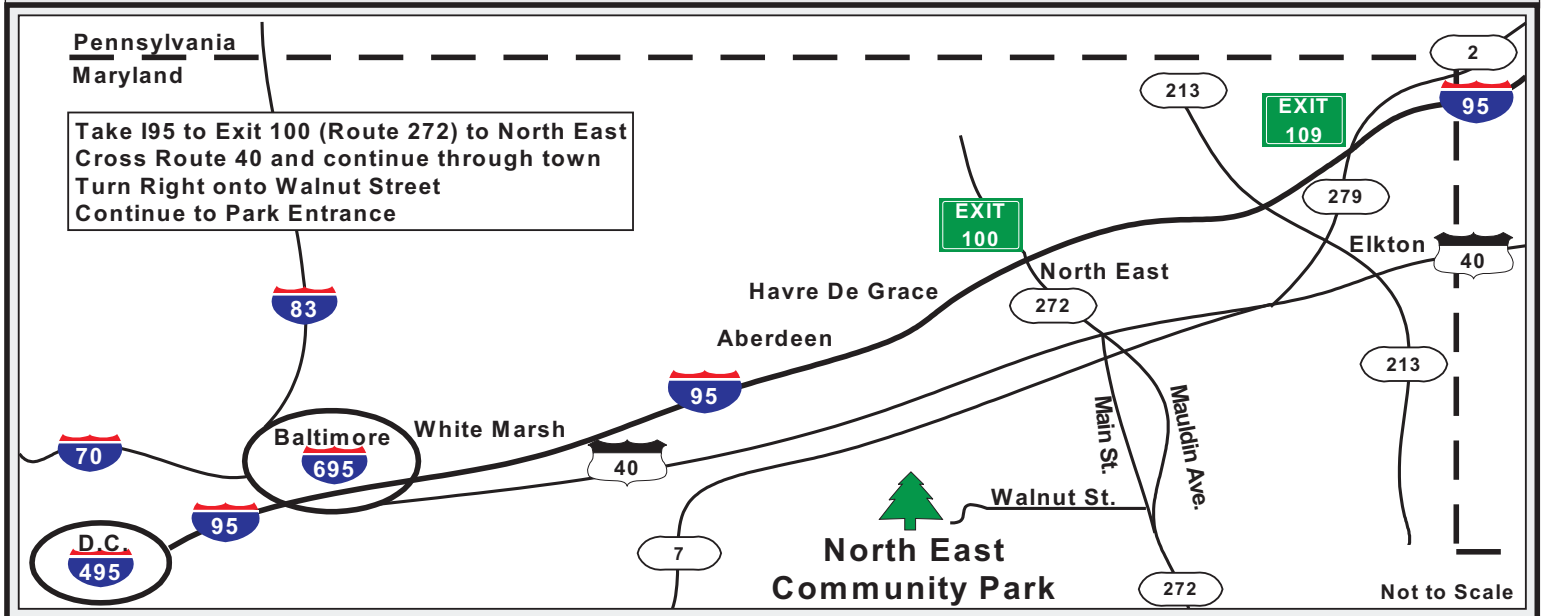 Pennsylvania
Maryland
Take I95 to Exit 100 (Route 272) to North East
Cross Route 40 and continue through town
Turn Right onto Walnut Street
Continue to Park Entrance
2
95
213
EXIT
109
279
EXIT
100
Elkton
40
North East
272
Havre De Grace
83
Aberdeen
213
95
Main St.
Mauldin Ave.
White Marsh
Baltimore
695
70
40
Walnut St.
95
D.C.
495
7
North East
Community Park
272
Not to Scale